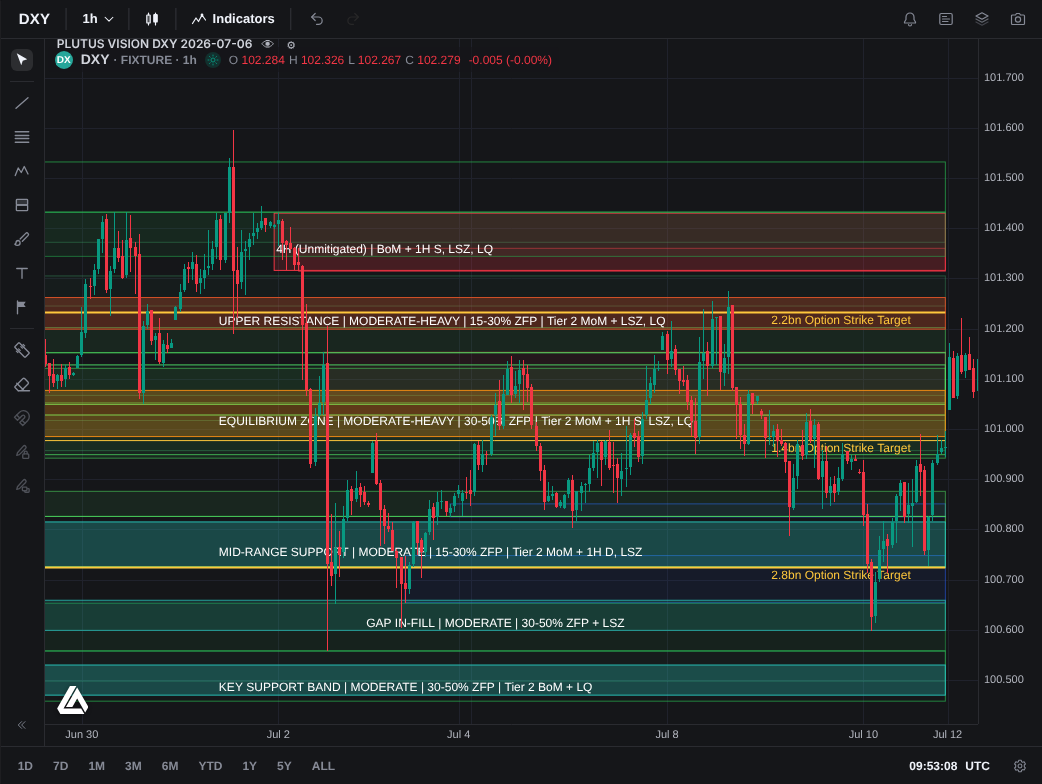 DXY 1h Indicators
PLUTUS VISION DXY 2026-07-06
DX DXY · FIXTURE · 1h O 102.284 H 102.326 L 102.267 C 102.279 -0.005 (-0.00%)
101.700
101.600
101.500
101.400
4H (Unmitigated) | BoM + 1H S, LSZ, LQ
101.300
UPPER RESISTANCE | MODERATE-HEAVY | 15-30% ZFP | Tier 2 MoM + LSZ, LQ 2.2bn Option Strike Target
101.200
101.100
EQUILIBRIUM ZONE | MODERATE-HEAVY | 30-50% ZFP | Tier 2 MoM + 1H S, LSZ, LQ
101.000
1.4bn Option Strike Target
100.900
100.800
MID-RANGE SUPPORT | MODERATE | 15-30% ZFP | Tier 2 MoM + 1H D, LSZ
2.8bn Option Strike Target
100.700
GAP IN-FILL | MODERATE | 30-50% ZFP + LSZ
100.600
KEY SUPPORT BAND | MODERATE | 30-50% ZFP | Tier 2 BoM + LQ
100.500
Jun 30 Jul 2 Jul 4 Jul 8 Jul 10 Jul 12
1D 7D 1M 3M 6M YTD 1Y 5Y ALL 09:53:08 UTC